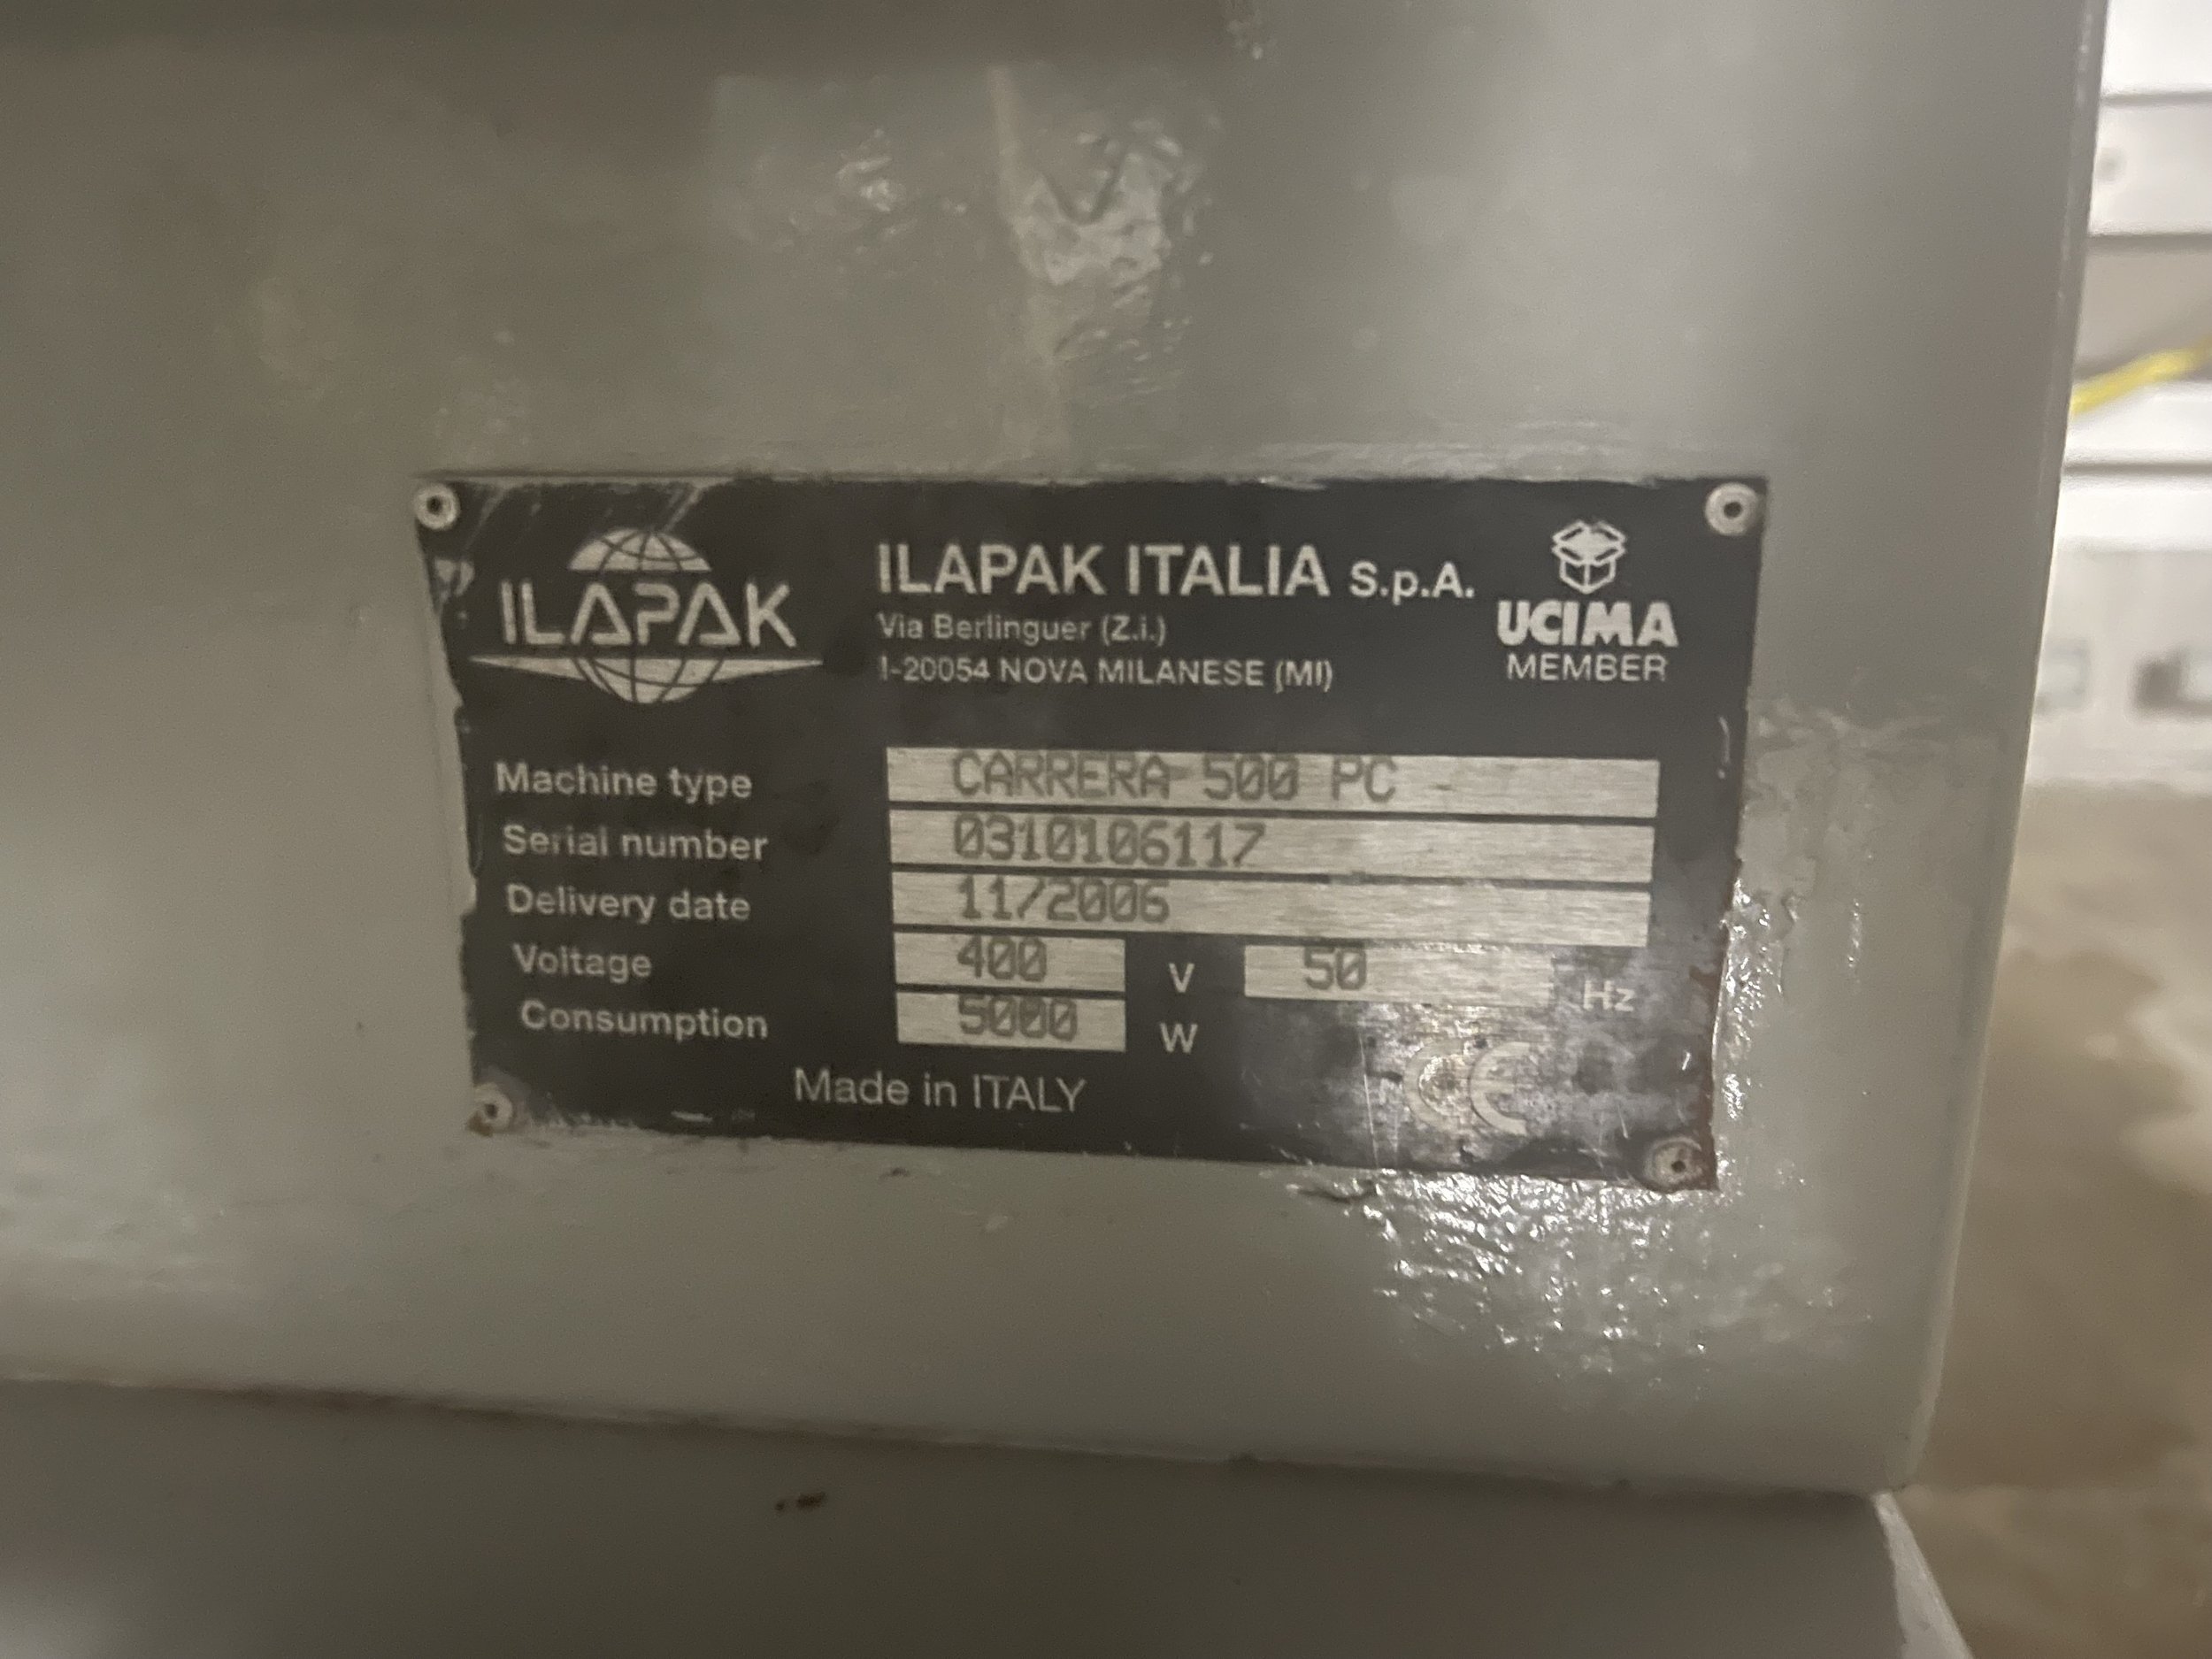 ILAPAK
ILAPAK ITALIA S.p.A.
Via Berlinguer (Z.i.)
I-20054 NOVA MILANESE (MI)
UCIMA
MEMBER
Machine type CARRERA 500 PC
Serial number 0310106117
Delivery date 11/2006
Voltage 400 V 50 Hz
Consumption 5000 W
Made in ITALY
CE